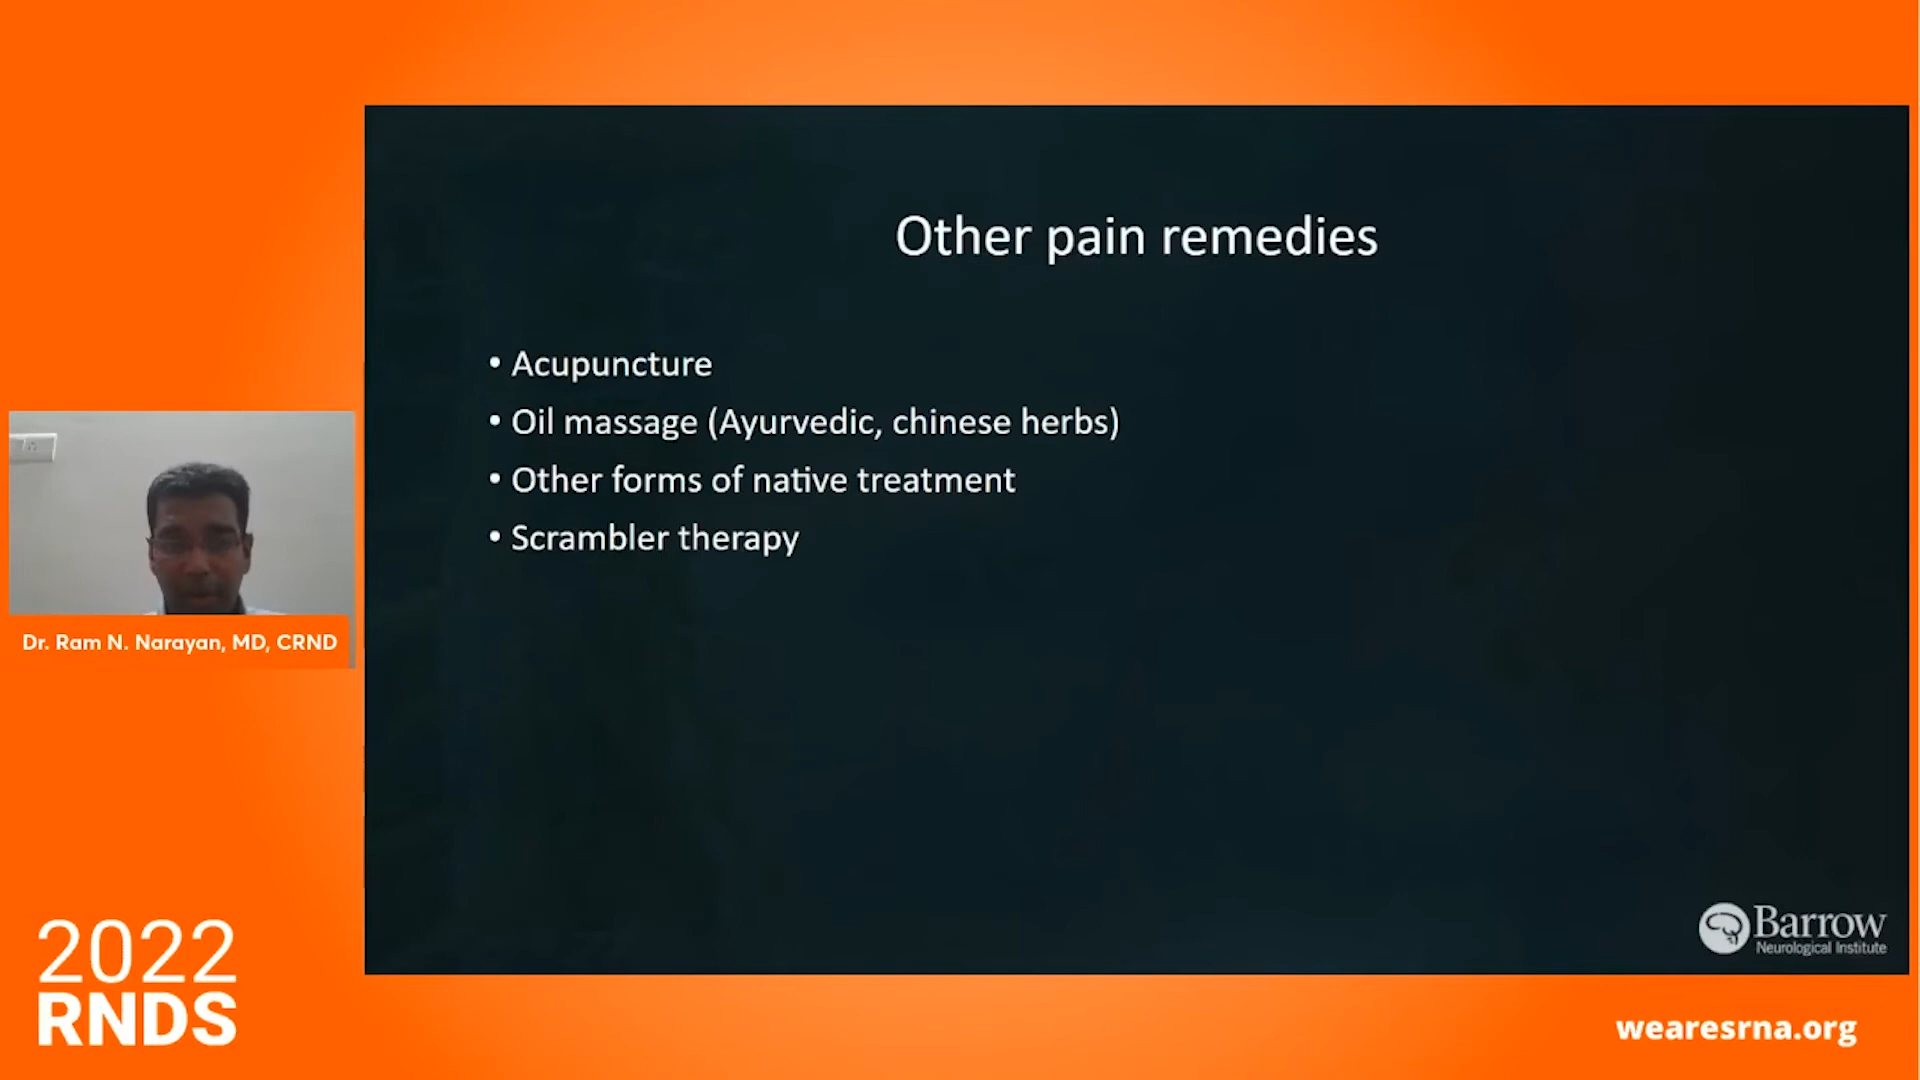 Other pain remedies
• Acupuncture
• Oil massage (Ayurvedic, chinese herbs)
• Other forms of native treatment
• Scrambler therapy
Dr. Ram N. Narayan, MD, CRND
Barrow
Neurological Institute
2022
RNDS
wearesrna.org